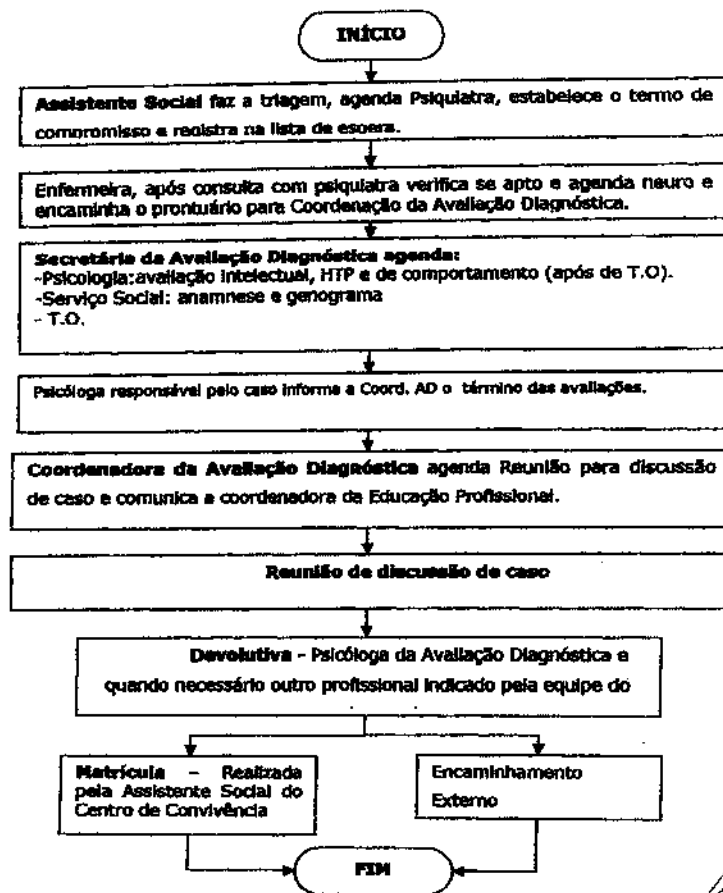 INÍCIO
Assistente Social faz a triagem, agenda Psiquiatra, estabelece o termo de
compromisso e registra na lista de espera.
Enfermeira, após consulta com psiquiatra verifica se apto e agenda neuro e
encaminha o prontuário para Coordenação da Avaliação Diagnóstica.
Secretária da Avaliação Diagnóstica agenda:
-Psicologia:avaliação intelectual, HTP e de comportamento (após de T.O).
-Serviço Social: anamnese e genograma
- T.O.
Psicóloga responsável pelo caso informa a Coord. AD o término das avaliações.
Coordenadora da Avaliação Diagnóstica agenda Reunião para discussão
de caso e comunica a coordenadora da Educação Profissional.
Reunião de discussão de caso
Devolutiva - Psicóloga da Avaliação Diagnóstica e
quando necessário outro profissional indicado pela equipe do
Matrícula – Realizada
pela Assistente Social do
Centro de Convivência
Encaminhamento
Externo
FIM